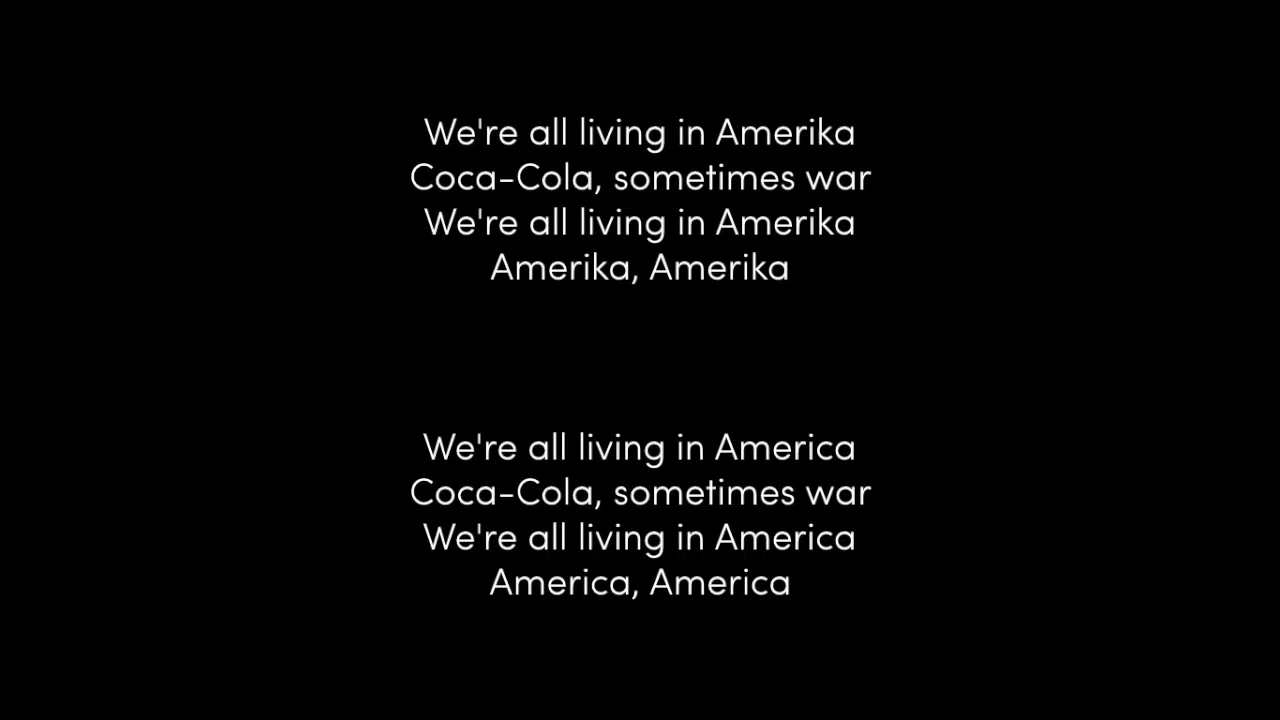 We're all living in Amerika
Coca-Cola, sometimes war
We're all living in Amerika
Amerika, Amerika
We're all living in America
Coca-Cola, sometimes war
We're all living in America
America, America